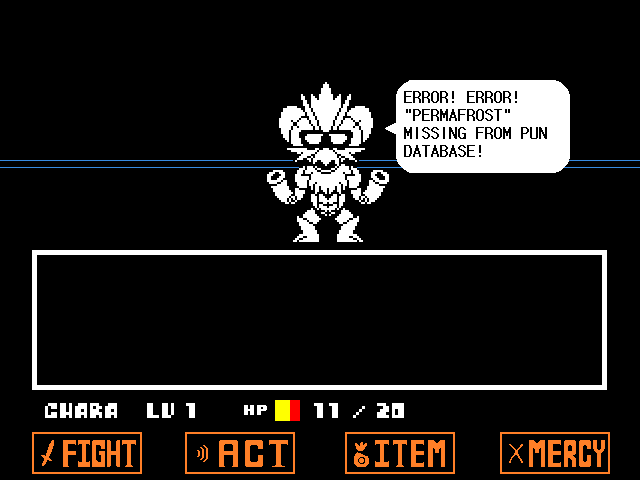 ERROR! ERROR!
"PERMAFROST"
MISSING FROM PUN
DATABASE!
CHARA LV 1 HP 11 / 20
FIGHT ACT ITEM MERCY